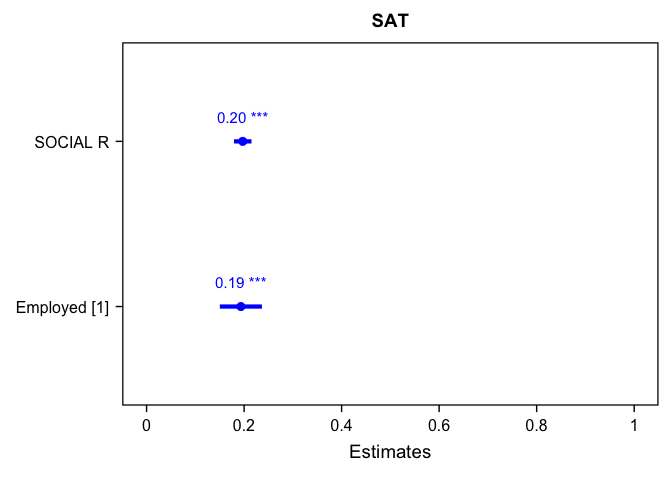 SAT
0.20 ***
SOCIAL R
0.19 ***
Employed [1]
0
0.2
0.4
0.6
0.8
1
Estimates